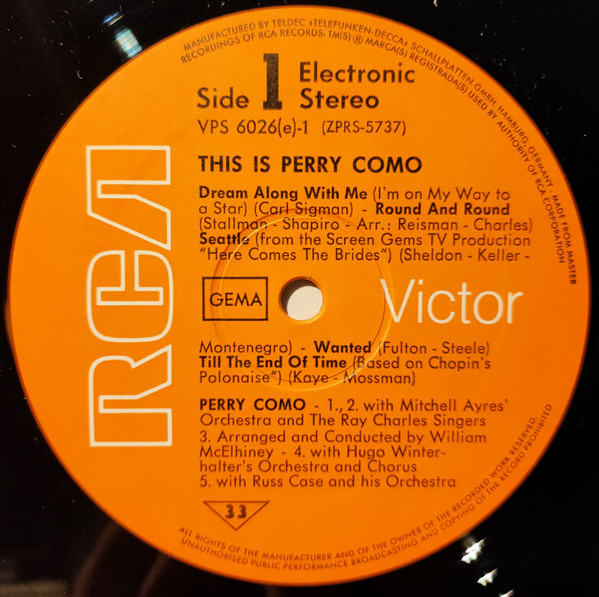 MANUFACTURED BY TELDEC »TELEFUNKEN-DECCA« SCHALLPLATTEN GMBH, HAMBURG, GERMANY · MADE FROM MASTER
RECORDINGS OF RCA RECORDS. TM(S) ® MARCA(S) REGISTRADA(S) USED BY AUTHORITY OF RCA CORPORATION
Side 1 Electronic Stereo
VPS 6026(e)-1 (ZPRS-5737)
THIS IS PERRY COMO
Dream Along With Me (I'm on My Way to
a Star) (Carl Sigman) - Round And Round
(Stallman - Shapiro - Arr.: Reisman - Charles)
Seattle (from the Screen Gems TV Production
"Here Comes The Brides") (Sheldon - Keller -
GEMA
RCA
Victor
Montenegro) - Wanted (Fulton - Steele)
Till The End Of Time (Based on Chopin's
Polonaise") (Kaye - Mossman)
PERRY COMO - 1., 2. with Mitchell Ayres'
Orchestra and The Ray Charles Singers
3. Arranged and Conducted by William
McElhiney - 4. with Hugo Winter-
halter's Orchestra and Chorus
5. with Russ Case and his Orchestra
33
ALL RIGHTS OF THE MANUFACTURER AND OF THE OWNER OF THE RECORDED WORK RESERVED
UNAUTHORISED PUBLIC PERFORMANCE BROADCASTING AND COPYING OF THE RECORD PROHIBITED